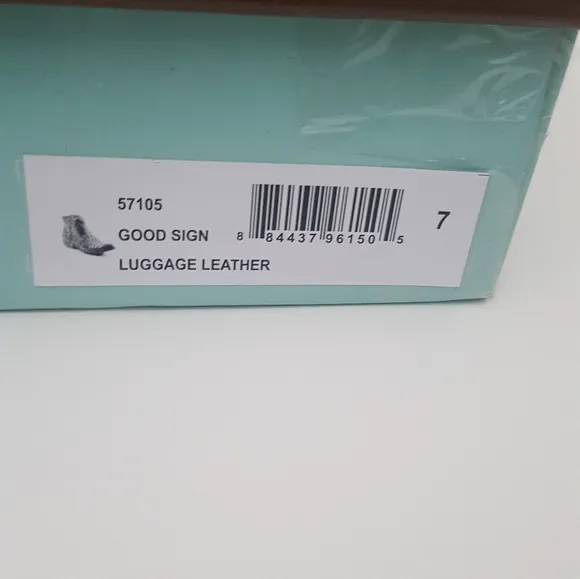 57105
GOOD SIGN
LUGGAGE LEATHER
8 84437 96150 5
7